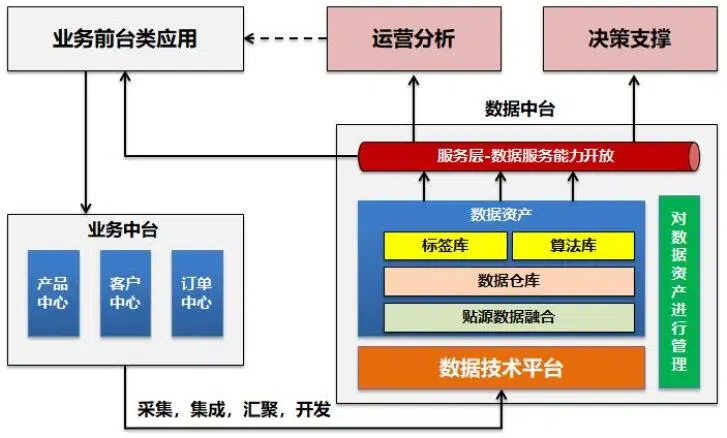 业务前台类应用
运营分析
决策支撑
数据中台
服务层-数据服务能力开放
业务中台
产品
中心
客户
中心
订单
中心
数据资产
标签库
算法库
数据仓库
贴源数据融合
数据技术平台
对数据资产进行管理
采集，集成，汇聚，开发